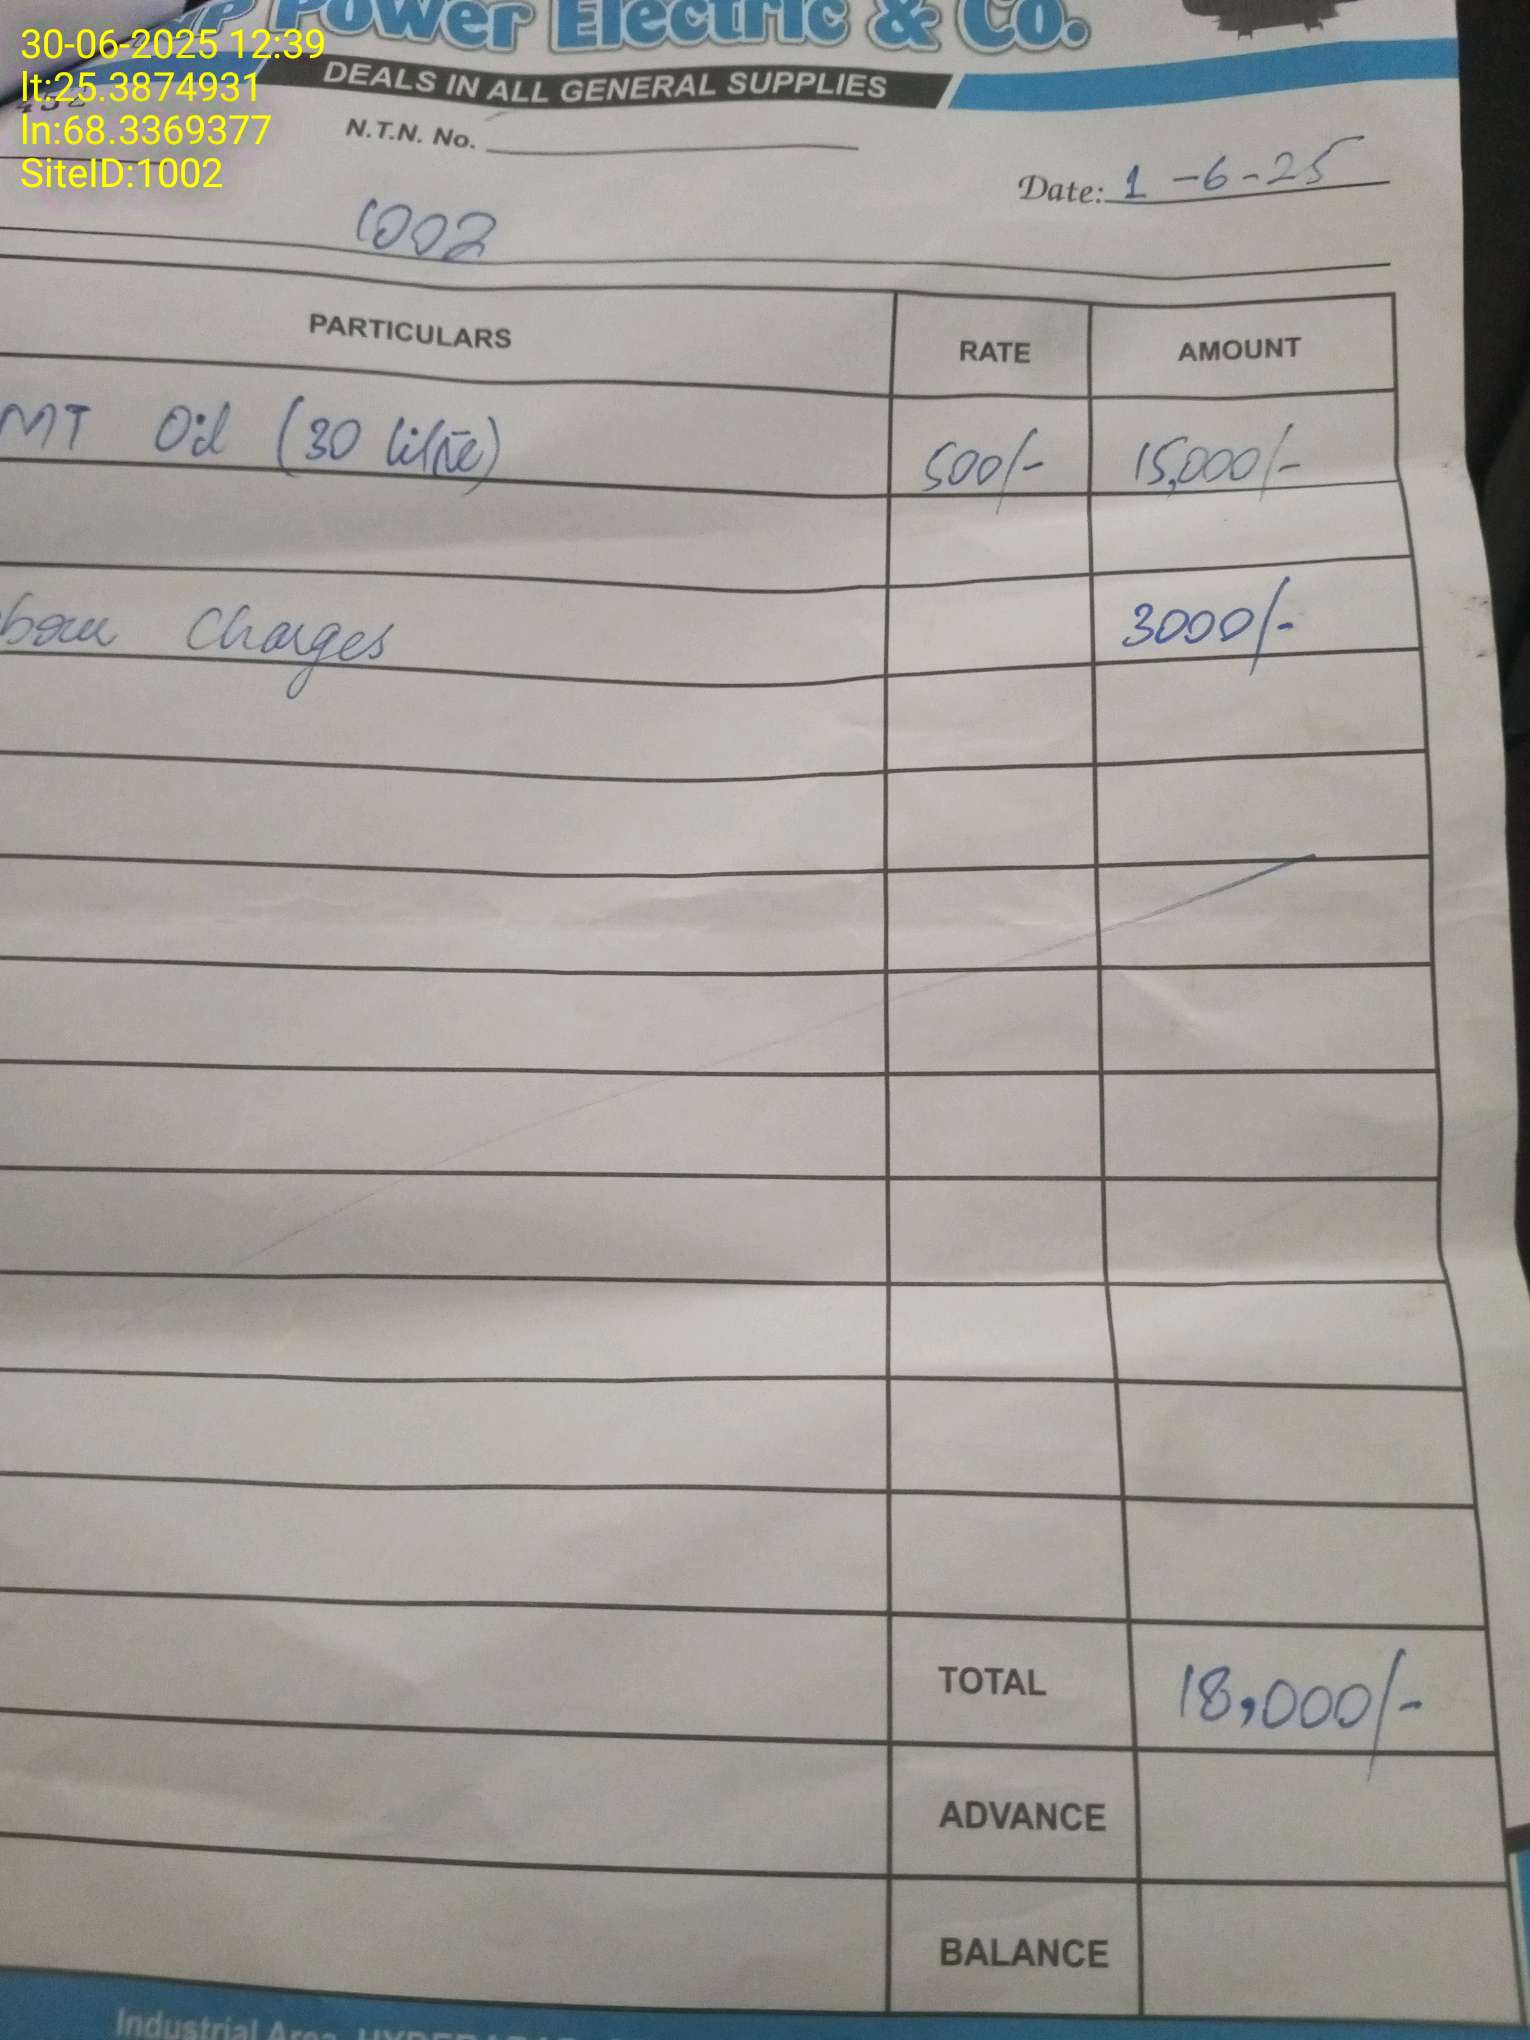 30-06-2025 12:39
lt:25.3874931
ln:68.3369377
SiteID:1002
Power Electric & Co.
DEALS IN ALL GENERAL SUPPLIES
N.T.N. No.
Date: 1-6-25
1002
PARTICULARS RATE AMOUNT
MT Oil (30 litre) 500/- 15,000/-
bour Charges 3000/-
TOTAL 18,000/-
ADVANCE
BALANCE
Industrial Area